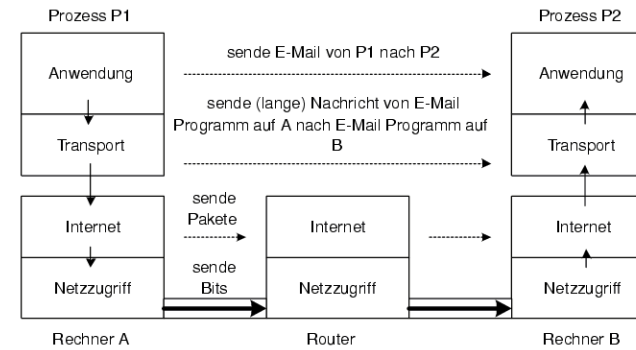 Prozess P1
Prozess P2
Anwendung
sende E-Mail von P1 nach P2
Anwendung
sende (lange) Nachricht von E-Mail
Programm auf A nach E-Mail Programm auf
B
Transport
Transport
Internet
sende
Pakete
Internet
Internet
Netzzugriff
sende
Bits
Netzzugriff
Netzzugriff
Rechner A
Router
Rechner B